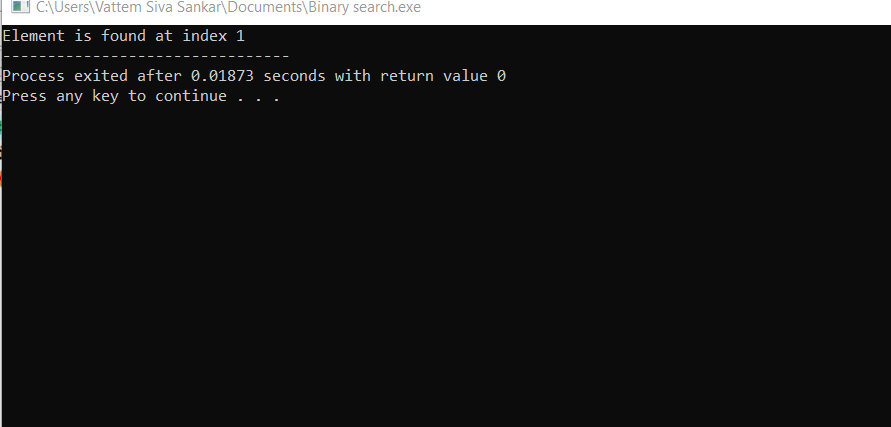 C:\Users\Vattem Siva Sankar\Documents\Binary search.exe
Element is found at index 1
--------------------------------
Process exited after 0.01873 seconds with return value 0
Press any key to continue . . .